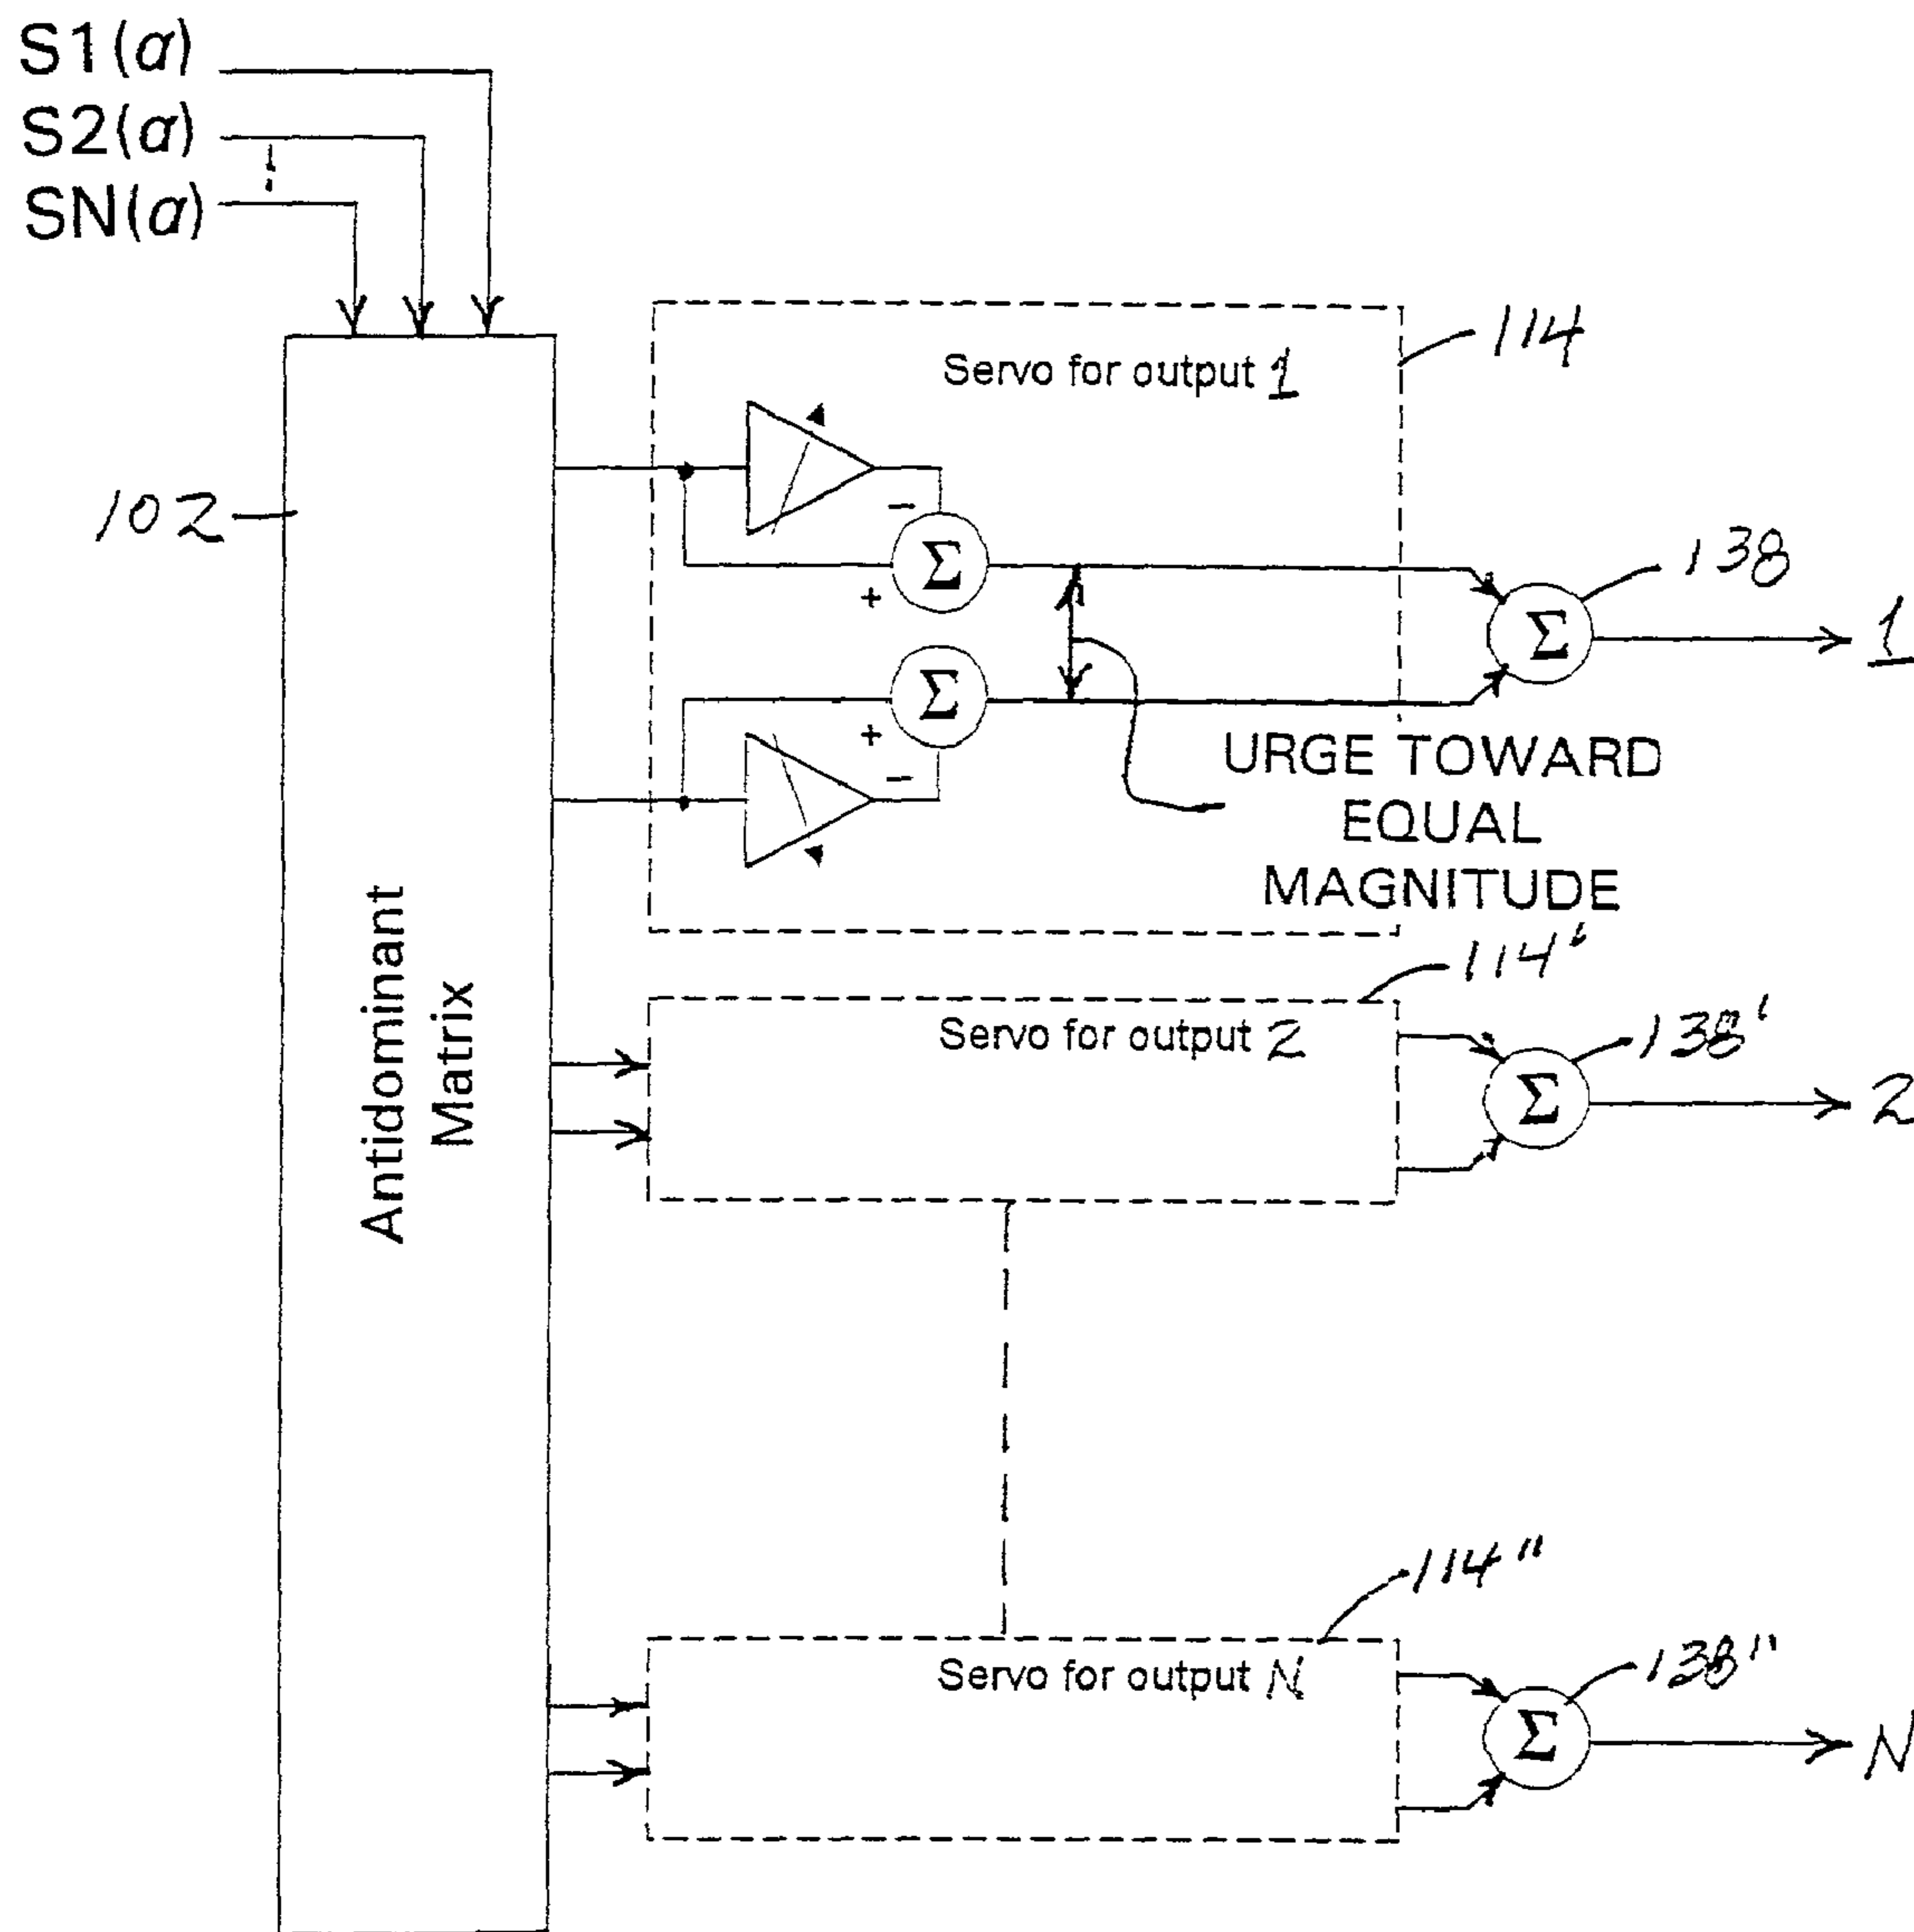 S1(α)
S2(α)
SN(α)
114
Servo for output 1
102
-
Σ
+
138
Σ
1
Σ
+
-
URGE TOWARD
EQUAL
MAGNITUDE
Antidominant
Matrix
114'
Servo for output 2
138'
Σ
2
114"
Servo for output N
138"
Σ
N